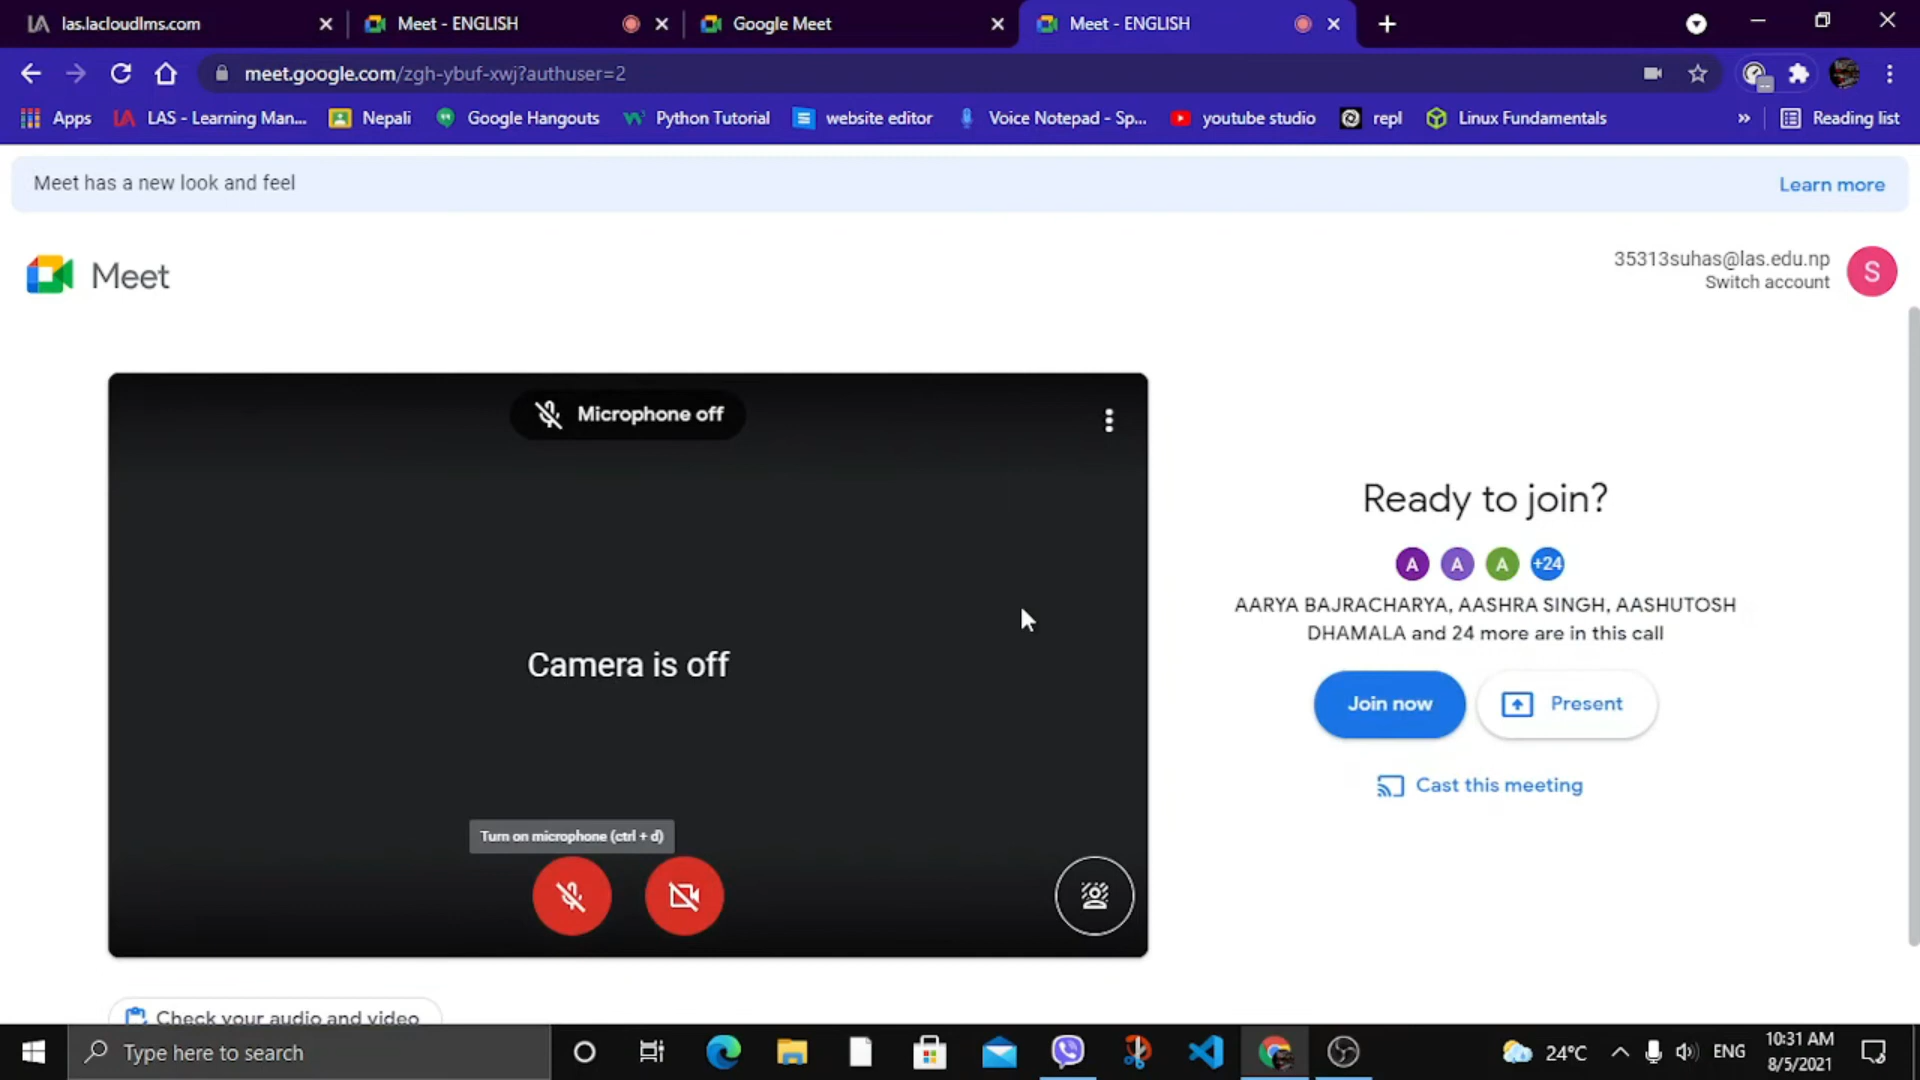 las.lacloudlms.com
Meet - ENGLISH
Google Meet
Meet - ENGLISH
meet.google.com/zgh-ybuf-xwj?authuser=2
Apps
LAS - Learning Man...
Nepali
Google Hangouts
Python Tutorial
website editor
Voice Notepad - Sp...
youtube studio
repl
Linux Fundamentals
»
Reading list
Meet has a new look and feel
Learn more
Meet
35313suhas@las.edu.np
Switch account
S
Microphone off
Camera is off
Turn on microphone (ctrl + d)
Ready to join?
A A A +24
AARYA BAJRACHARYA, AASHRA SINGH, AASHUTOSH
DHAMALA and 24 more are in this call
Join now
Present
Cast this meeting
Check your audio and video
Type here to search
24°C
ENG
10:31 AM
8/5/2021